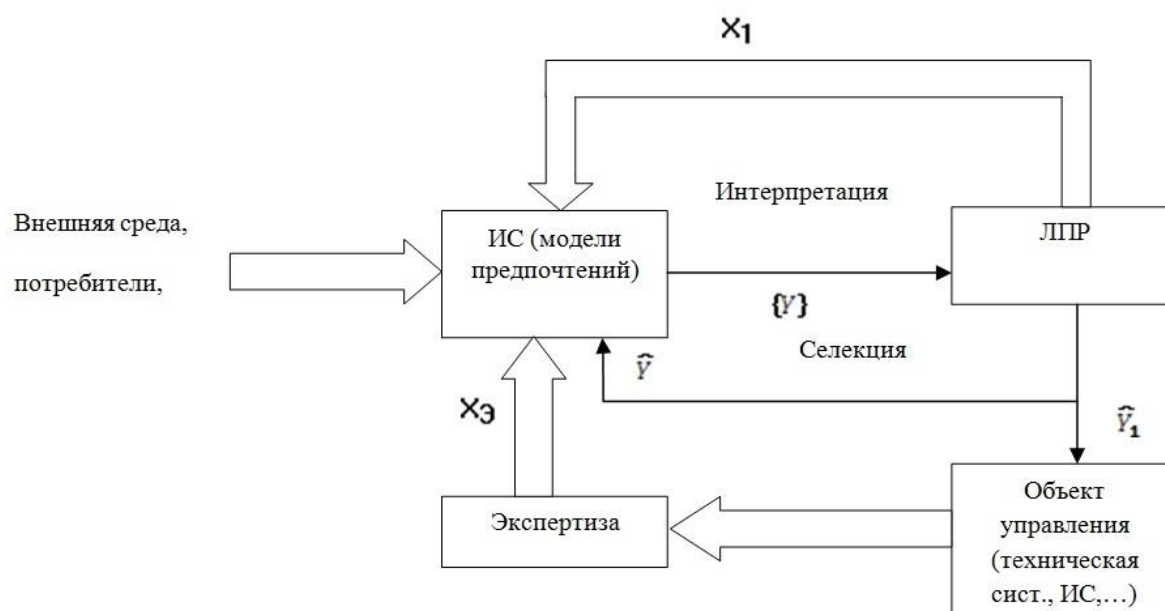 X₁
Интерпретация
Внешняя среда,
потребители,
ИС (модели
предпочтений)
ЛПР
{Y}
Селекция
Ŷ
Xэ
Ŷ₁
Экспертиза
Объект
управления
(техническая
сист., ИС,…)